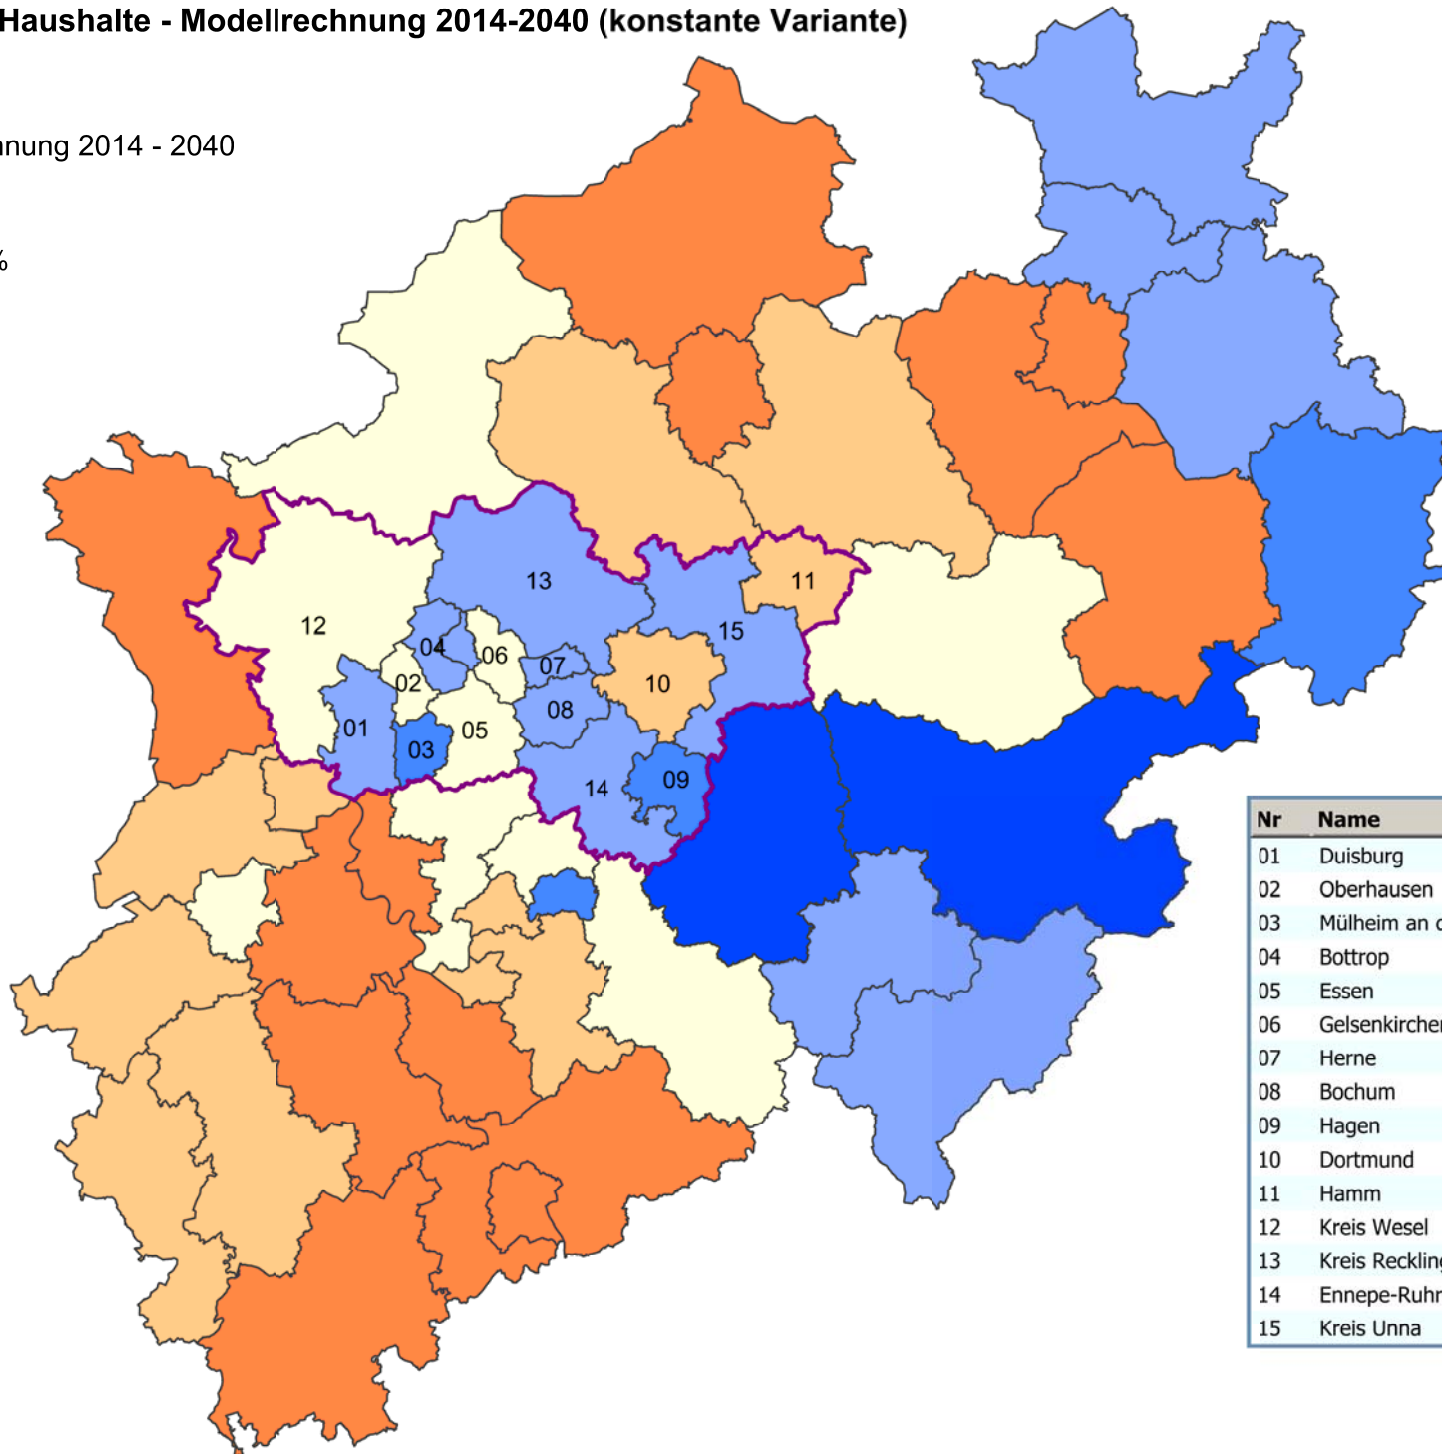 Haushalte - Modellrechnung 2014-2040 (konstante Variante)
nnung 2014 - 2040
%
13
11
12
15
04
06
07
02
10
08
01
05
03
09
14
Nr Name
01 Duisburg
02 Oberhausen
03 Mülheim an d
04 Bottrop
05 Essen
06 Gelsenkirchen
07 Herne
08 Bochum
09 Hagen
10 Dortmund
11 Hamm
12 Kreis Wesel
13 Kreis Reckling
14 Ennepe-Ruhr
15 Kreis Unna